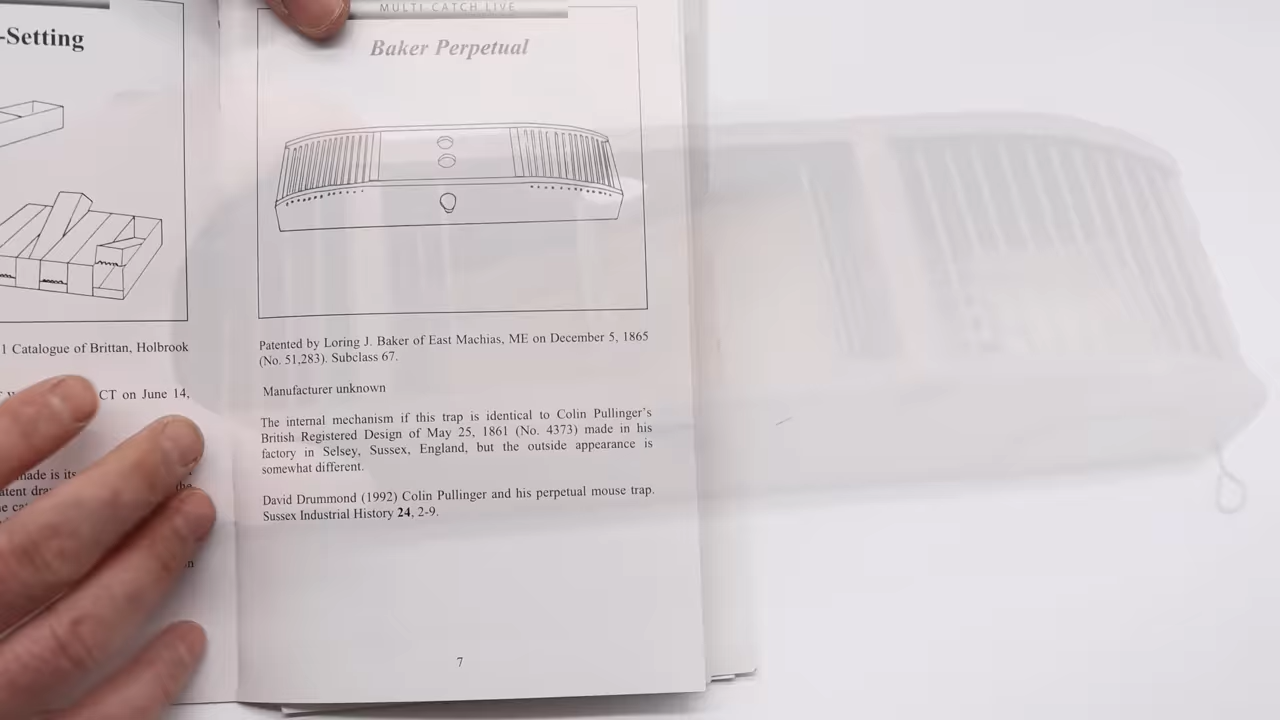 -Setting
1 Catalogue of Brittan, Holbrook
CT on June 14,
made is its
MULTI CATCH LIVE
Baker Perpetual
Patented by Loring J. Baker of East Machias, ME on December 5, 1865
(No. 51,283). Subclass 67.
Manufacturer unknown
The internal mechanism if this trap is identical to Colin Pullinger's
British Registered Design of May 25, 1861 (No. 4373) made in his
factory in Selsey, Sussex, England, but the outside appearance is
somewhat different.
David Drummond (1992) Colin Pullinger and his perpetual mouse trap.
Sussex Industrial History 24, 2-9.
7